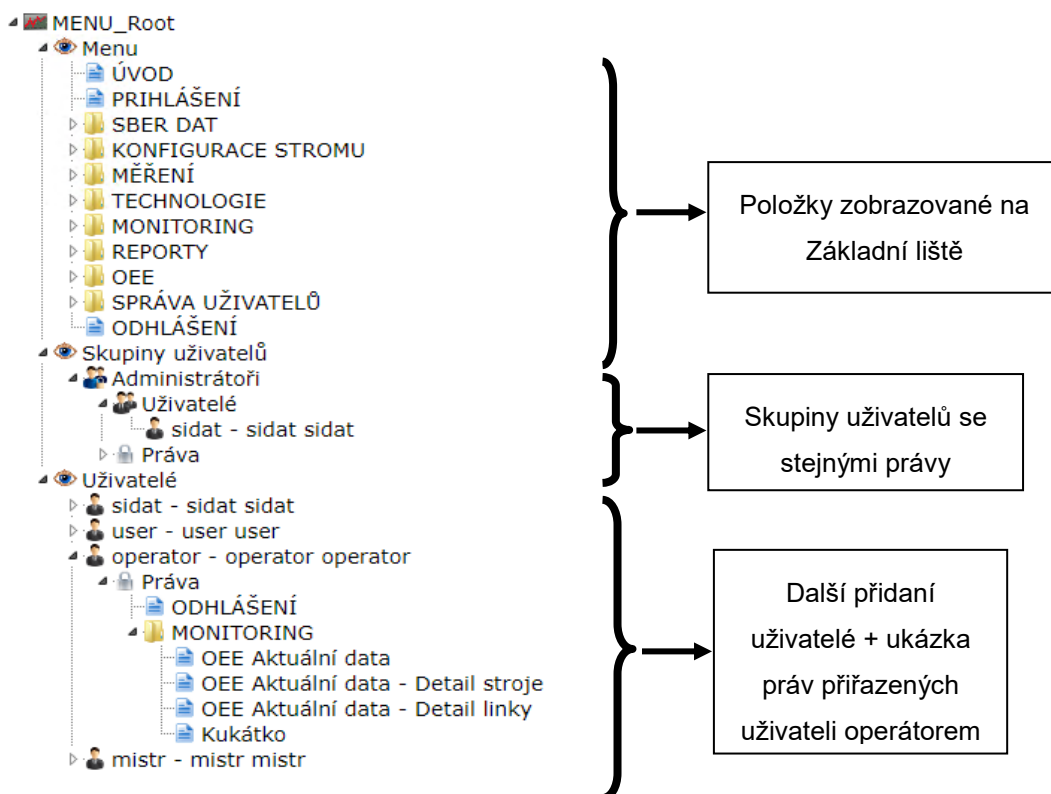 MENU_Root
Menu
ÚVOD
PRIHLÁŠENÍ
SBER DAT
KONFIGURACE STROMU
MĚŘENÍ
TECHNOLOGIE
MONITORING
REPORTY
OEE
SPRÁVA UŽIVATELŮ
ODHLÁŠENÍ
Skupiny uživatelů
Administrátoři
Uživatelé
sidat - sidat sidat
Práva
Uživatelé
sidat - sidat sidat
user - user user
operator - operator operator
Práva
ODHLÁŠENÍ
MONITORING
OEE Aktuální data
OEE Aktuální data - Detail stroje
OEE Aktuální data - Detail linky
Kukátko
mistr - mistr mistr
Položky zobrazované na
Základní liště
Skupiny uživatelů se
stejnými právy
Další přidaní
uživatelé + ukázka
práv přiřazených
uživateli operátorem